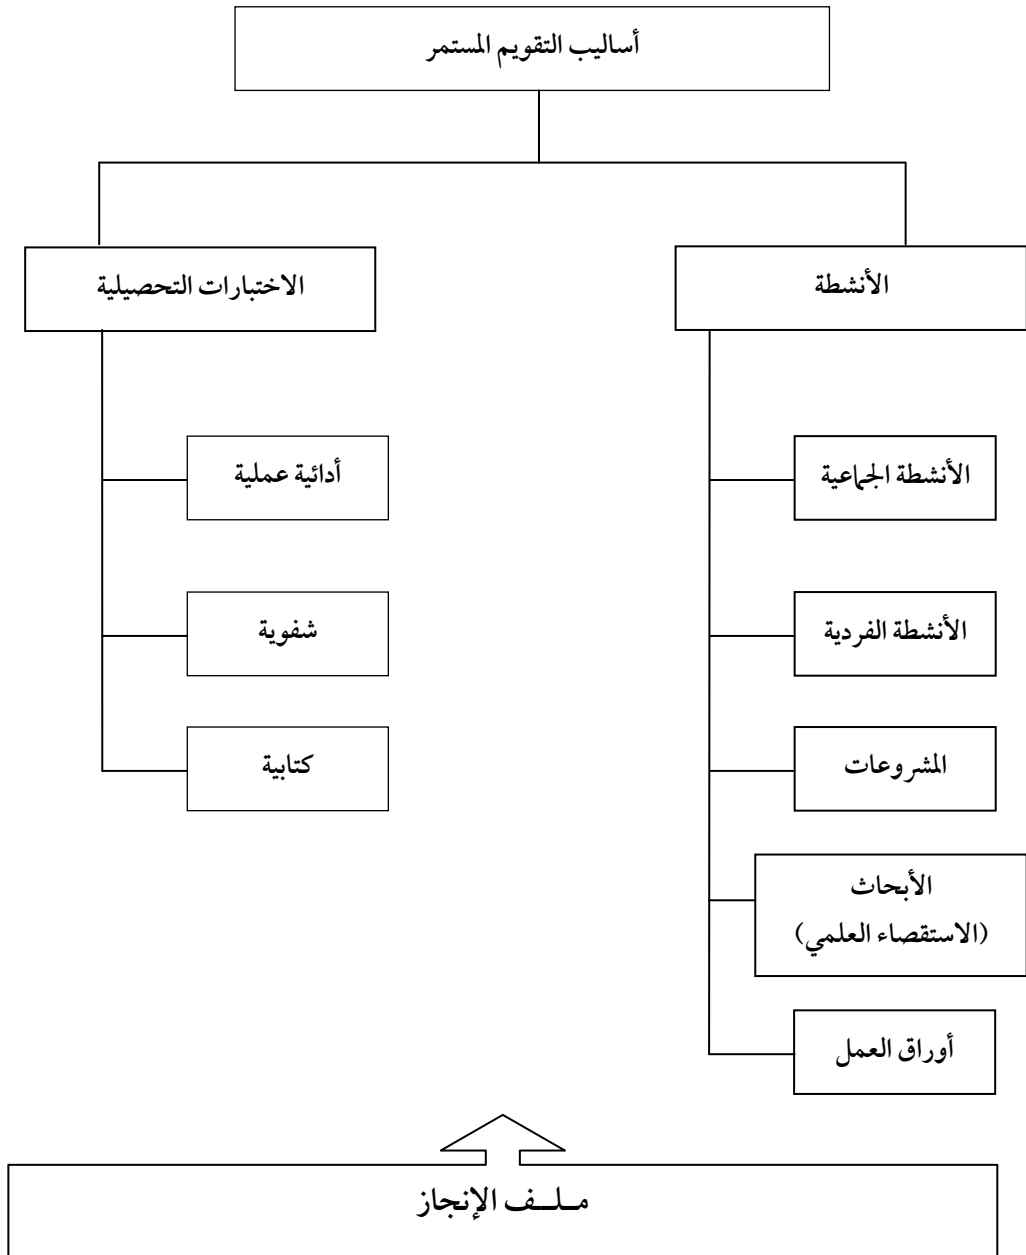 أساليب التقويم المستمر
الأنشطة
الاختبارات التحصيلية
الأنشطة الجماعية
أدائية عملية
الأنشطة الفردية
شفوية
المشروعات
كتابية
الأبحاث
(الاستقصاء العلمي)
أوراق العمل
مـلـــف الإنجاز